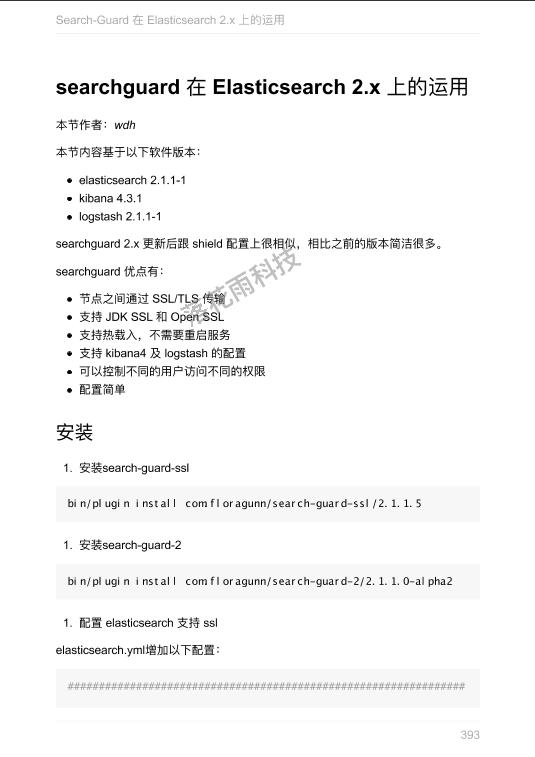 Search-Guard 在 Elasticsearch 2.x 上的运用
searchguard 在 Elasticsearch 2.x 上的运用
本节作者：wdh
本节内容基于以下软件版本：
• elasticsearch 2.1.1-1
• kibana 4.3.1
• logstash 2.1.1-1
searchguard 2.x 更新后跟 shield 配置上很相似，相比之前的版本简洁很多。
searchguard 优点有：
• 节点之间通过 SSL/TLS 传输
• 支持 JDK SSL 和 Open SSL
• 支持热载入，不需要重启服务
• 支持 kibana4 及 logstash 的配置
• 可以控制不同的用户访问不同的权限
• 配置简单
落花雨科技
安装
1. 安装search-guard-ssl
bin/plugin install com.floragunn/search-guard-ssl/2.1.1.5
1. 安装search-guard-2
bin/plugin install com.floragunn/search-guard-2/2.1.1.0-alpha2
1. 配置 elasticsearch 支持 ssl
elasticsearch.yml增加以下配置：
#################################################################
393